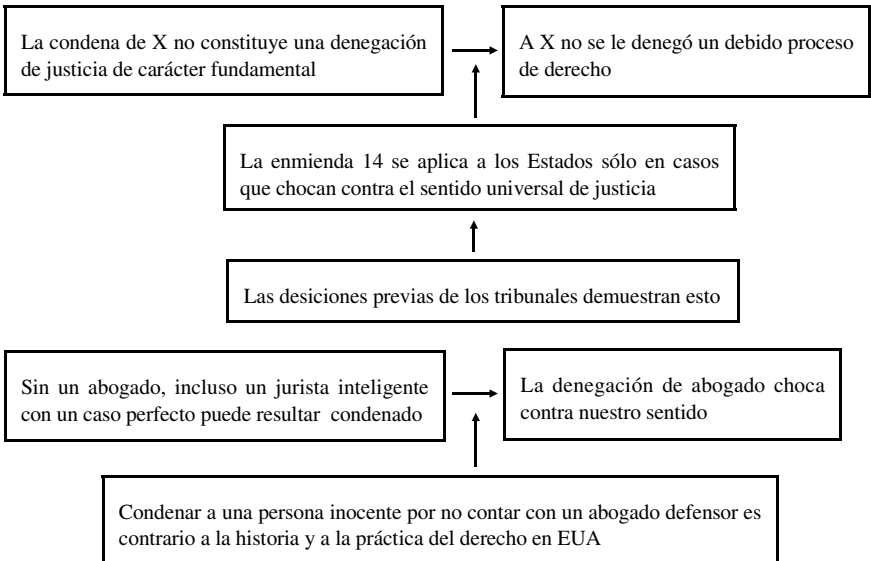 La condena de X no constituye una denegación
de justicia de carácter fundamental
A X no se le denegó un debido proceso
de derecho
La enmienda 14 se aplica a los Estados sólo en casos
que chocan contra el sentido universal de justicia
Las desiciones previas de los tribunales demuestran esto
Sin un abogado, incluso un jurista inteligente
con un caso perfecto puede resultar condenado
La denegación de abogado choca
contra nuestro sentido
Condenar a una persona inocente por no contar con un abogado defensor es
contrario a la historia y a la práctica del derecho en EUA